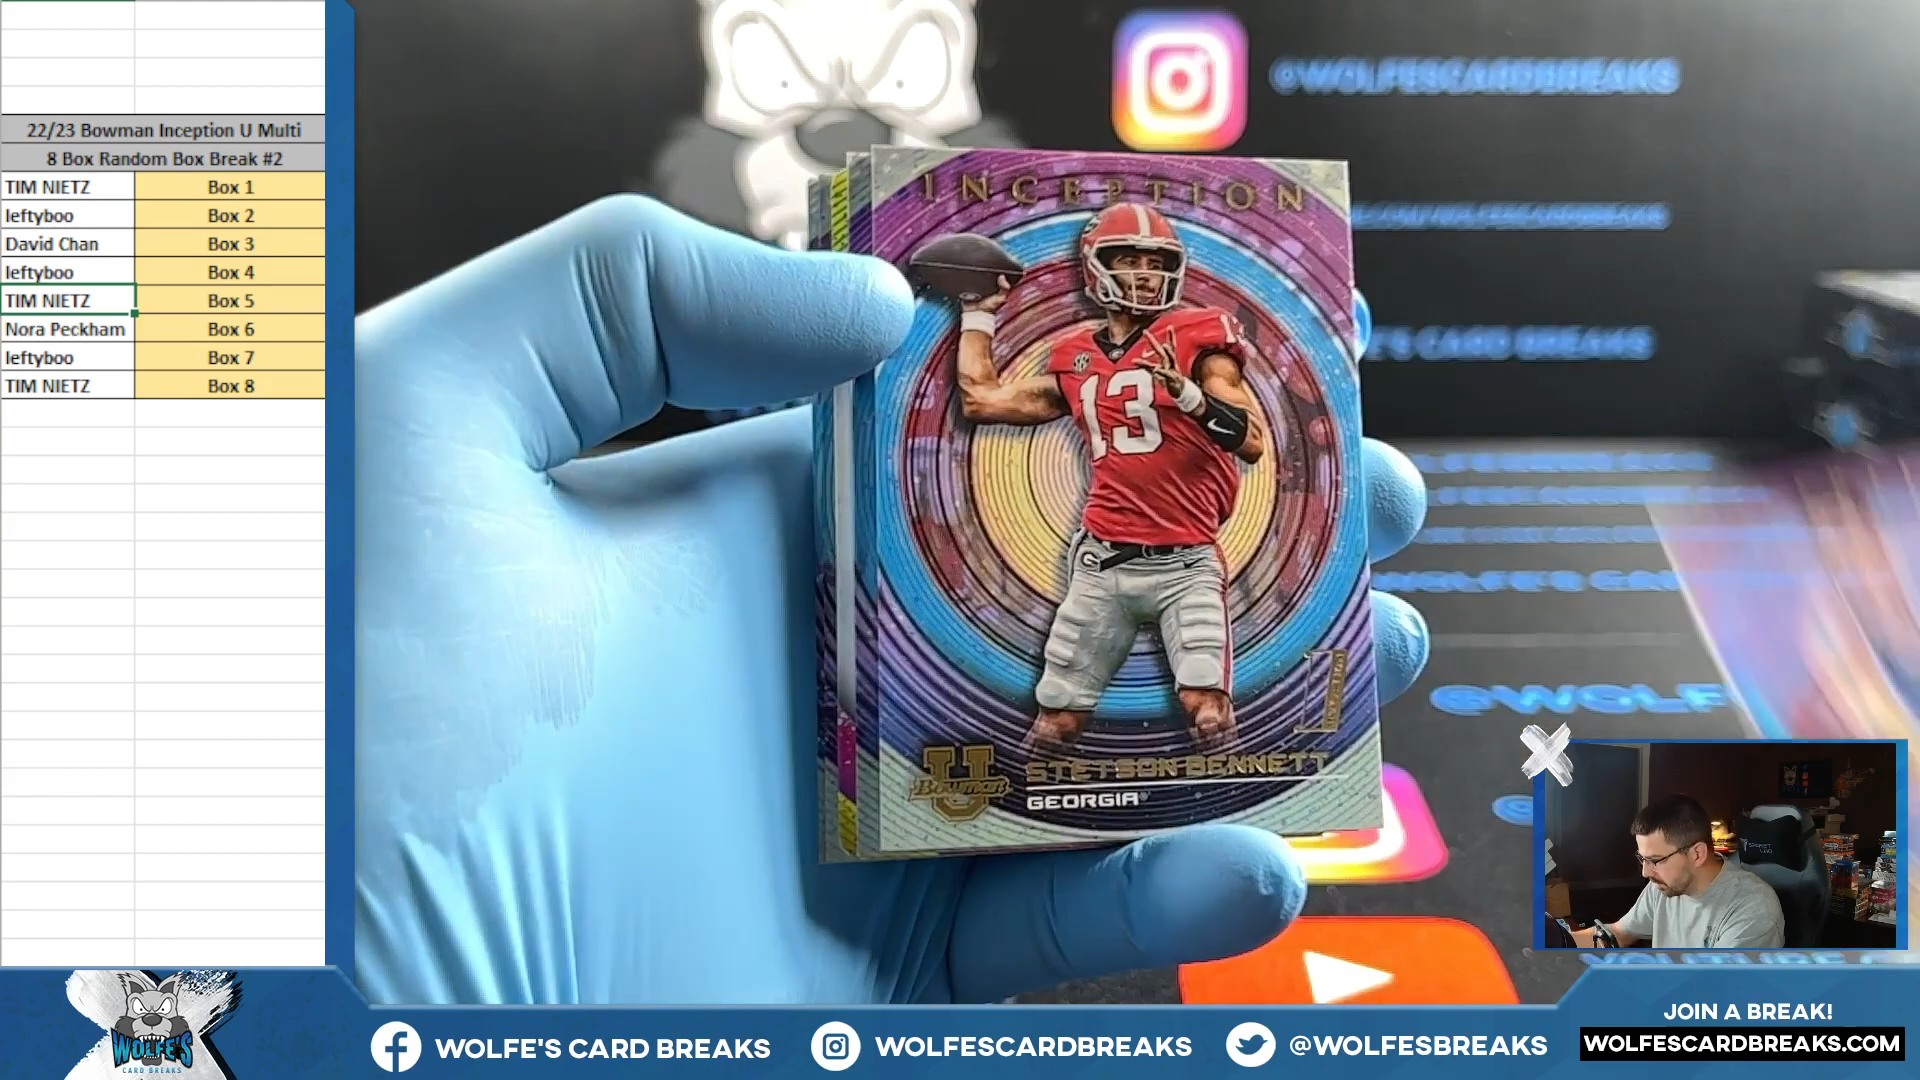 22/23 Bowman Inception U Multi
8 Box Random Box Break #2
TIM NIETZ Box 1
leftyboo Box 2
David Chan Box 3
leftyboo Box 4
TIM NIETZ Box 5
Nora Peckham Box 6
leftyboo Box 7
TIM NIETZ Box 8
@WOLFESCARDBREAKS
INCEPTION
13
STETSON BENNETT
GEORGIA
U
Bowman
@WOLF
WOLFE'S
CARD BREAKS
WOLFE'S CARD BREAKS
WOLFESCARDBREAKS
@WOLFESBREAKS
JOIN A BREAK!
WOLFESCARDBREAKS.COM